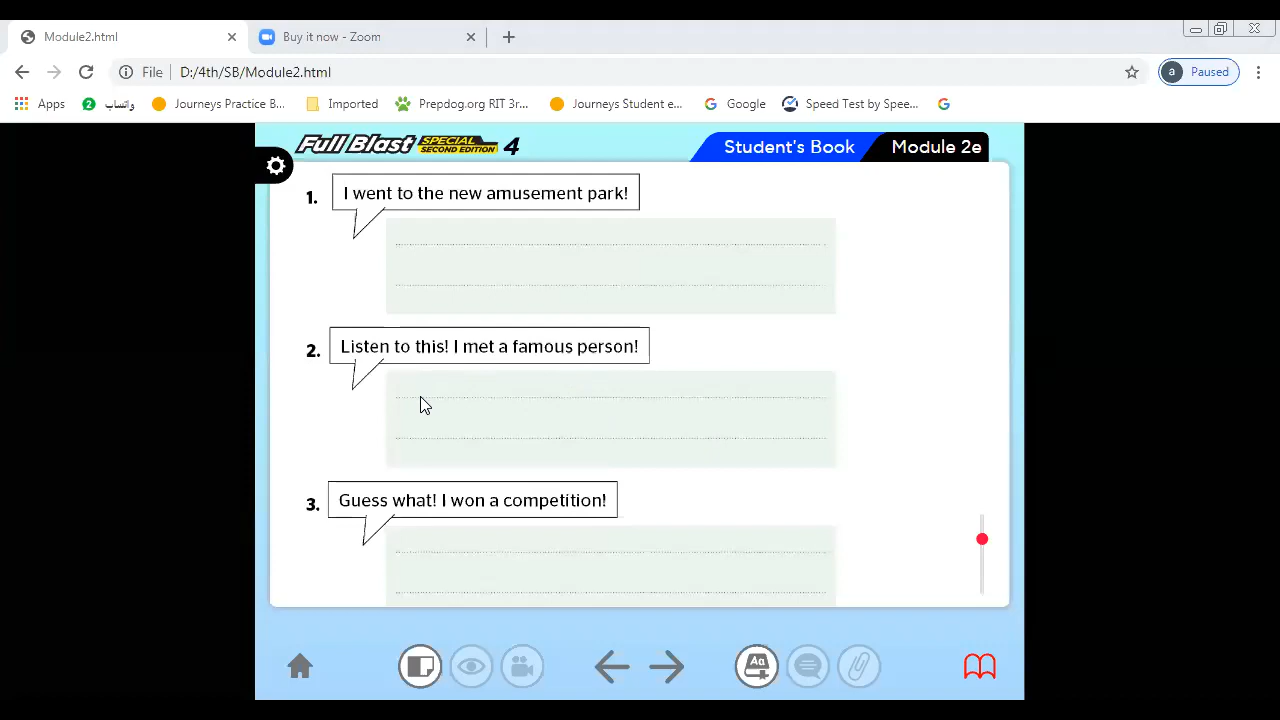 Module2.html
Buy it now - Zoom
File
D:/4th/SB/Module2.html
a Paused
Apps
2 واتساب
Journeys Practice B...
Imported
Prepdog.org RIT 3r...
Journeys Student e...
Google
Speed Test by Spee...
Full Blast SPECIAL SECOND EDITION 4
Student's Book
Module 2e
1. I went to the new amusement park!
2. Listen to this! I met a famous person!
3. Guess what! I won a competition!
Aa